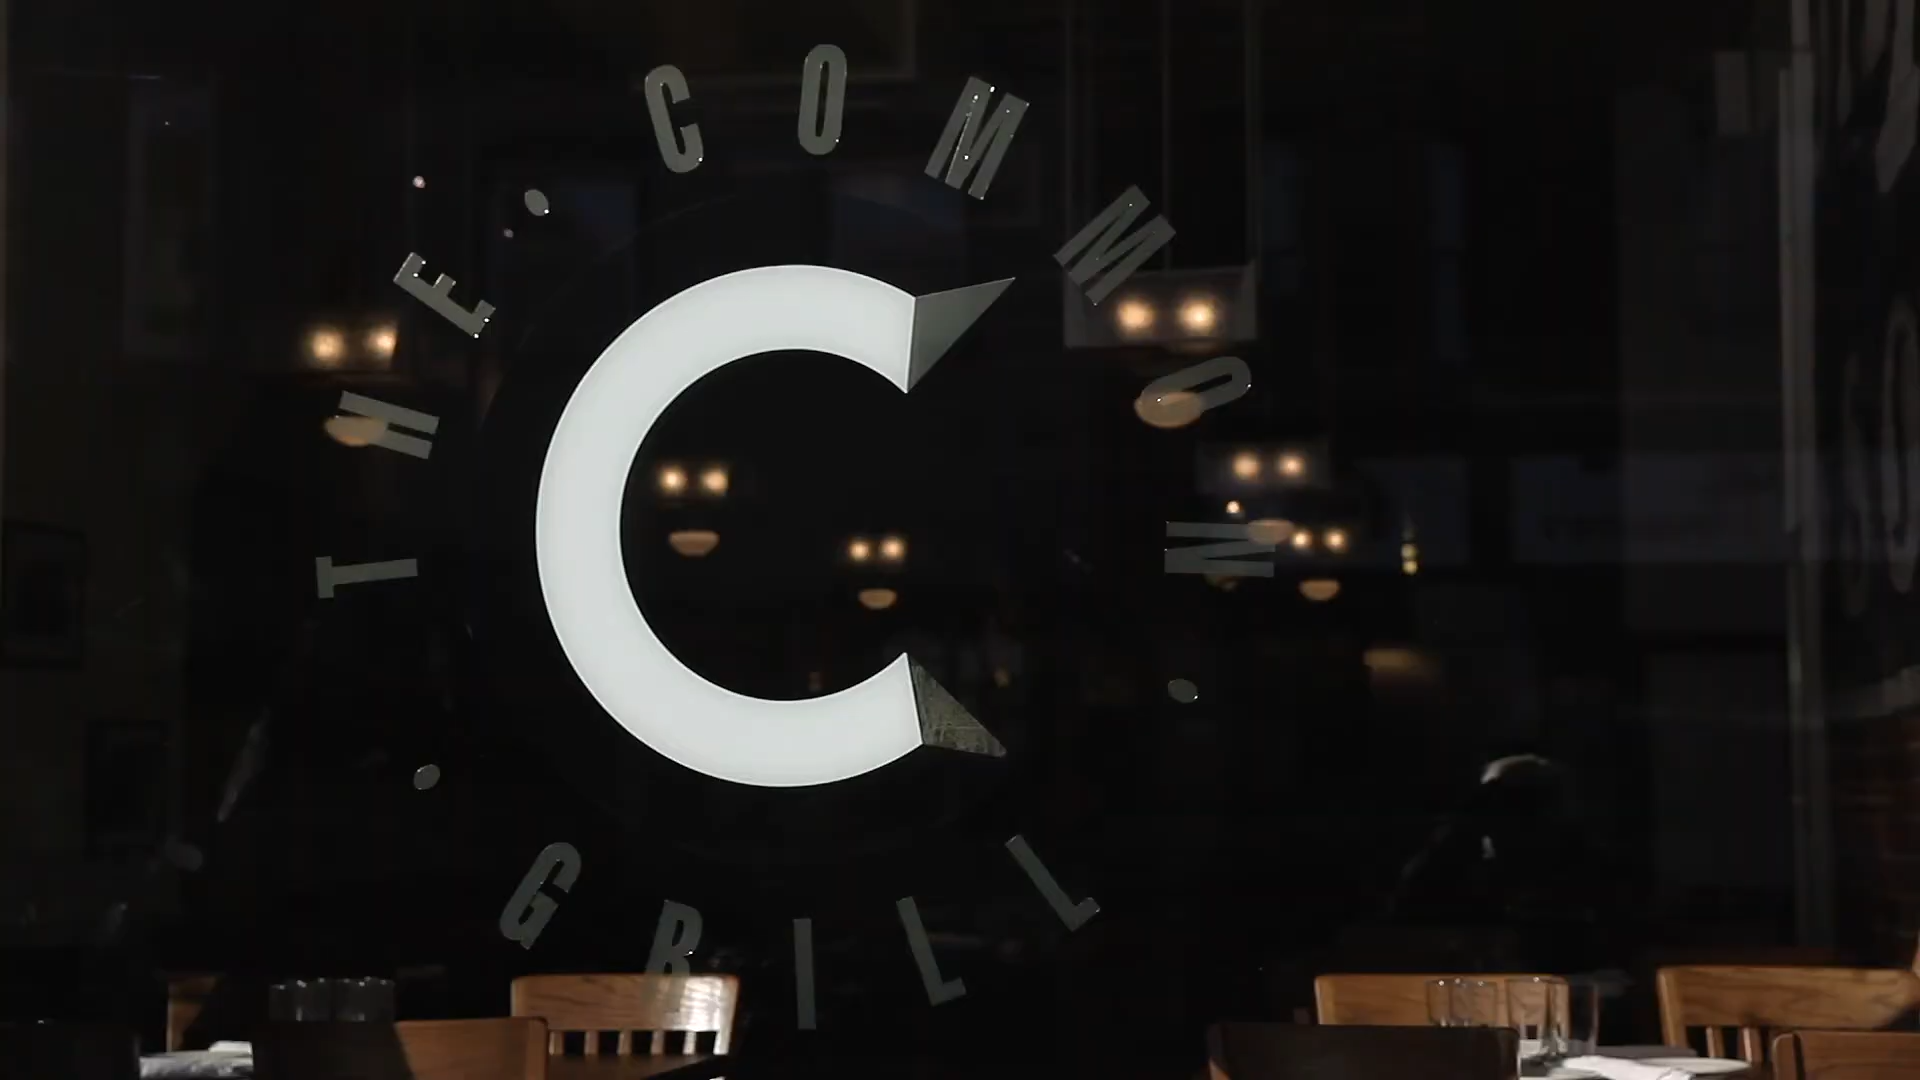 THE • COMMON • GRILL •
C